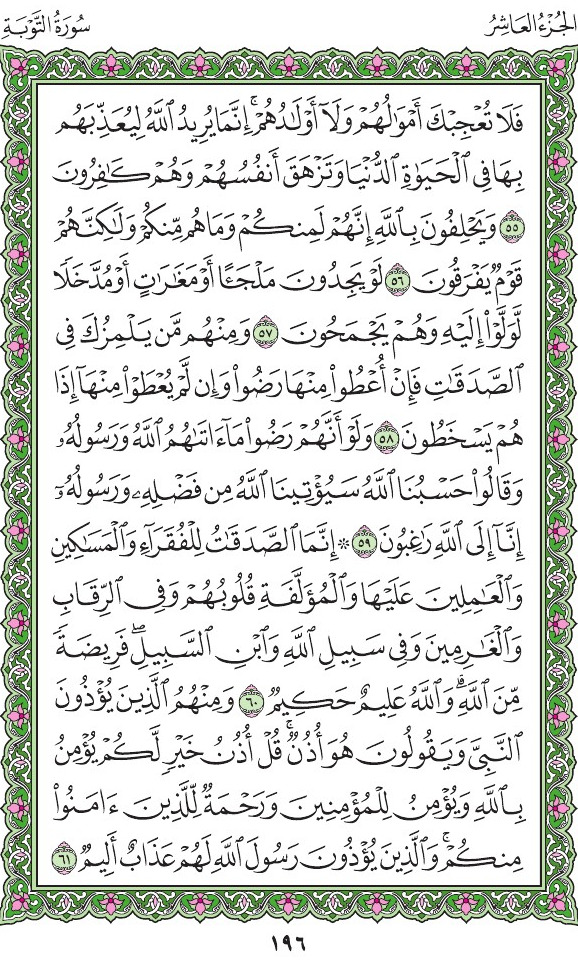 الجُزْءُ العَاشِرُ
سُورَةُ التَّوْبَةِ
فَلَا تُعْجِبْكَ أَمْوَٰلُهُمْ وَلَآ أَوْلَٰدُهُمْ ۚ إِنَّمَا يُرِيدُ ٱللَّهُ لِيُعَذِّبَهُم
بِهَا فِى ٱلْحَيَوٰةِ ٱلدُّنْيَا وَتَزْهَقَ أَنفُسُهُمْ وَهُمْ كَٰفِرُونَ
٥٥ وَيَحْلِفُونَ بِٱللَّهِ إِنَّهُمْ لَمِنكُمْ وَمَا هُم مِّنكُمْ وَلَٰكِنَّهُمْ
قَوْمٌ يَفْرَقُونَ ٥٦ لَوْ يَجِدُونَ مَلْجَـًٔا أَوْ مَغَٰرَٰتٍ أَوْ مُدَّخَلًا
لَّوَلَّوْا۟ إِلَيْهِ وَهُمْ يَجْمَحُونَ ٥٧ وَمِنْهُم مَّن يَلْمِزُكَ فِى
ٱلصَّدَقَٰتِ فَإِنْ أُعْطُوا۟ مِنْهَا رَضُوا۟ وَإِن لَّمْ يُعْطَوْا۟ مِنْهَآ إِذَا
هُمْ يَسْخَطُونَ ٥٨ وَلَوْ أَنَّهُمْ رَضُوا۟ مَآ ءَاتَىٰهُمُ ٱللَّهُ وَرَسُولُهُۥ
وَقَالُوا۟ حَسْبُنَا ٱللَّهُ سَيُؤْتِينَا ٱللَّهُ مِن فَضْلِهِۦ وَرَسُولُهُۥٓ
إِنَّآ إِلَى ٱللَّهِ رَٰغِبُونَ ٥٩ ۞ إِنَّمَا ٱلصَّدَقَٰتُ لِلْفُقَرَآءِ وَٱلْمَسَٰكِينِ
وَٱلْعَٰمِلِينَ عَلَيْهَا وَٱلْمُؤَلَّفَةِ قُلُوبُهُمْ وَفِى ٱلرِّقَابِ
وَٱلْغَٰرِمِينَ وَفِى سَبِيلِ ٱللَّهِ وَٱبْنِ ٱلسَّبِيلِ ۖ فَرِيضَةً
مِّنَ ٱللَّهِ ۗ وَٱللَّهُ عَلِيمٌ حَكِيمٌ ٦٠ وَمِنْهُمُ ٱلَّذِينَ يُؤْذُونَ
ٱلنَّبِىَّ وَيَقُولُونَ هُوَ أُذُنٌ ۚ قُلْ أُذُنُ خَيْرٍ لَّكُمْ يُؤْمِنُ
بِٱللَّهِ وَيُؤْمِنُ لِلْمُؤْمِنِينَ وَرَحْمَةٌ لِّلَّذِينَ ءَامَنُوا۟
مِنكُمْ ۚ وَٱلَّذِينَ يُؤْذُونَ رَسُولَ ٱللَّهِ لَهُمْ عَذَابٌ أَلِيمٌ ٦١
١٩٦